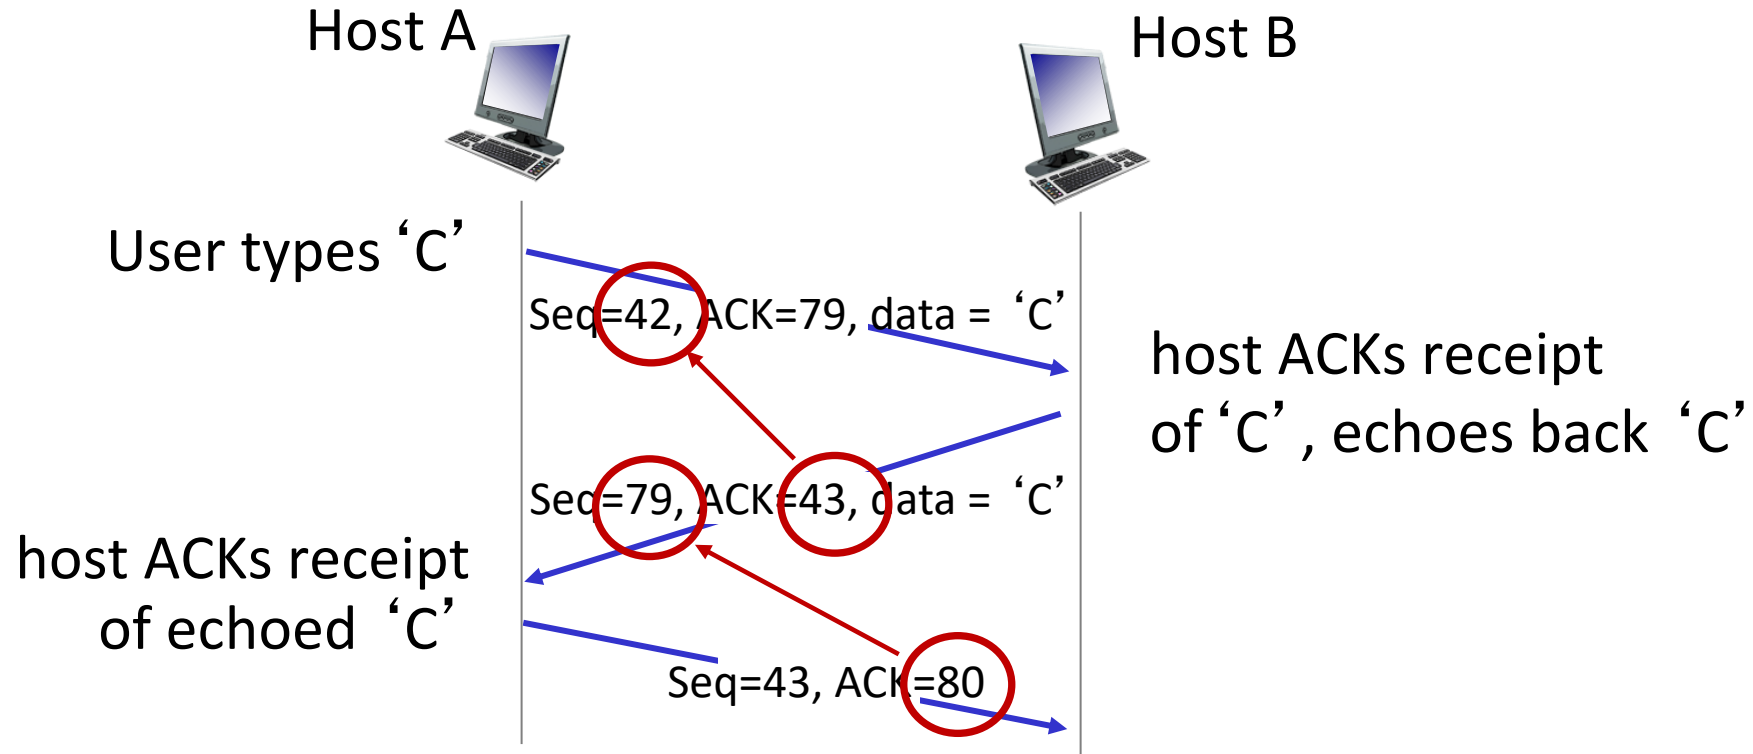 Host A
Host B
User types ‘C’
Seq=42, ACK=79, data = ‘C’
host ACKs receipt
of ‘C’, echoes back ‘C’
Seq=79, ACK=43, data = ‘C’
host ACKs receipt
of echoed ‘C’
Seq=43, ACK=80